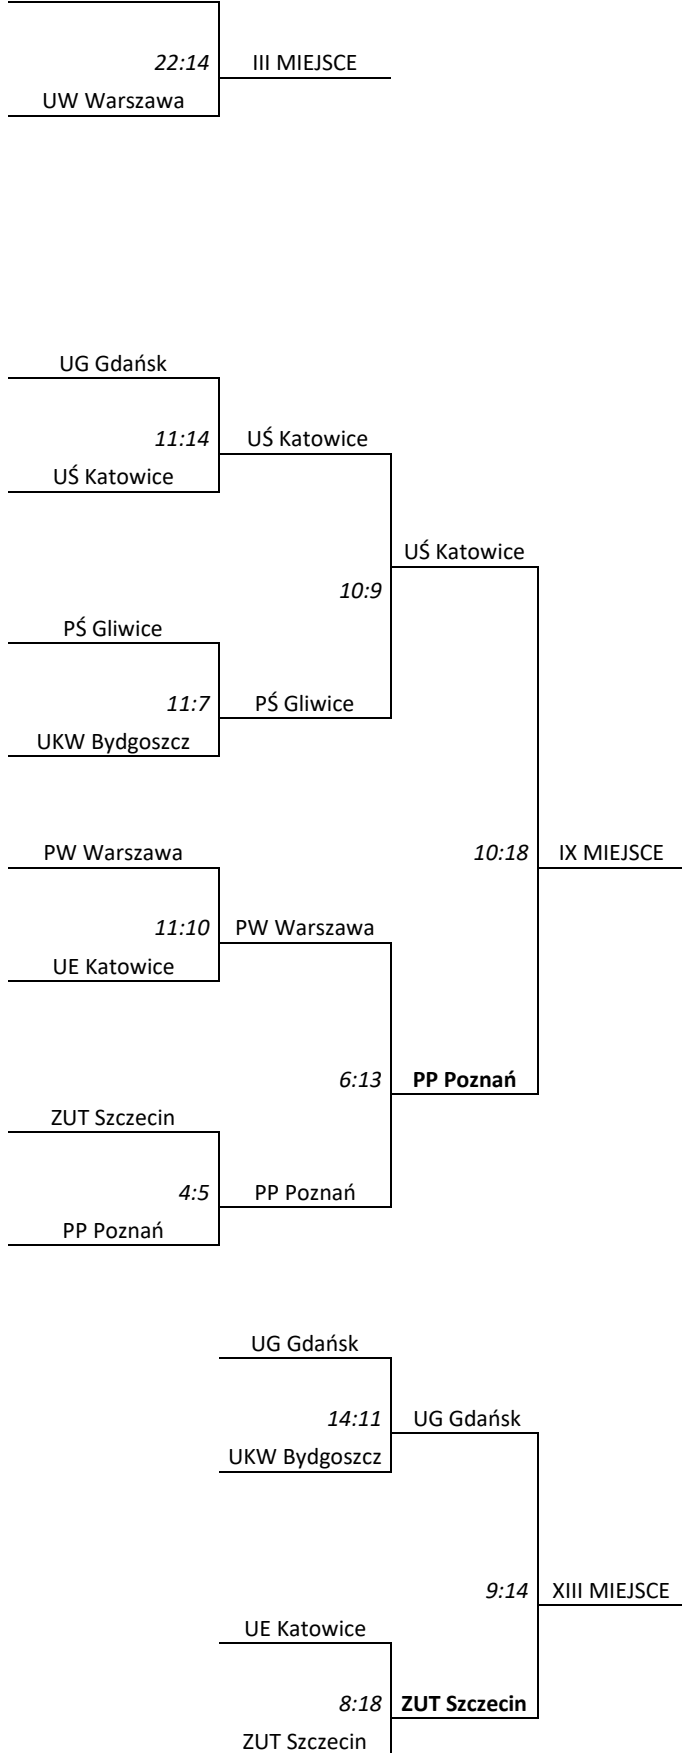 22:14 III MIEJSCE
UW Warszawa
UG Gdańsk
11:14 UŚ Katowice
UŚ Katowice
UŚ Katowice
10:9
PŚ Gliwice
11:7 PŚ Gliwice
UKW Bydgoszcz
PW Warszawa 10:18 IX MIEJSCE
11:10 PW Warszawa
UE Katowice
6:13 PP Poznań
ZUT Szczecin
4:5 PP Poznań
PP Poznań
UG Gdańsk
14:11 UG Gdańsk
UKW Bydgoszcz
9:14 XIII MIEJSCE
UE Katowice
8:18 ZUT Szczecin
ZUT Szczecin